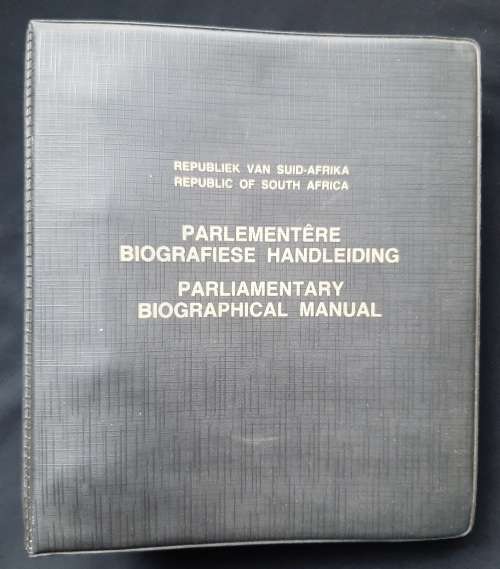 REPUBLIEK VAN SUID-AFRIKA
REPUBLIC OF SOUTH AFRICA
PARLEMENTÊRE
BIOGRAFIESE HANDLEIDING
PARLIAMENTARY
BIOGRAPHICAL MANUAL